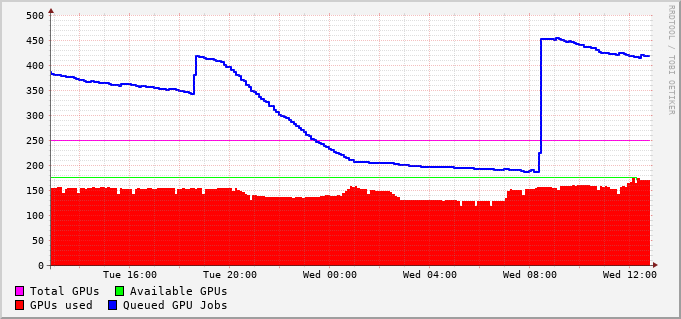 500
450
400
350
300
250
200
150
100
50
0
Tue 16:00 Tue 20:00 Wed 00:00 Wed 04:00 Wed 08:00 Wed 12:00
Total GPUs Available GPUs
GPUs used Queued GPU Jobs
RRDTOOL / TOBI OETIKER